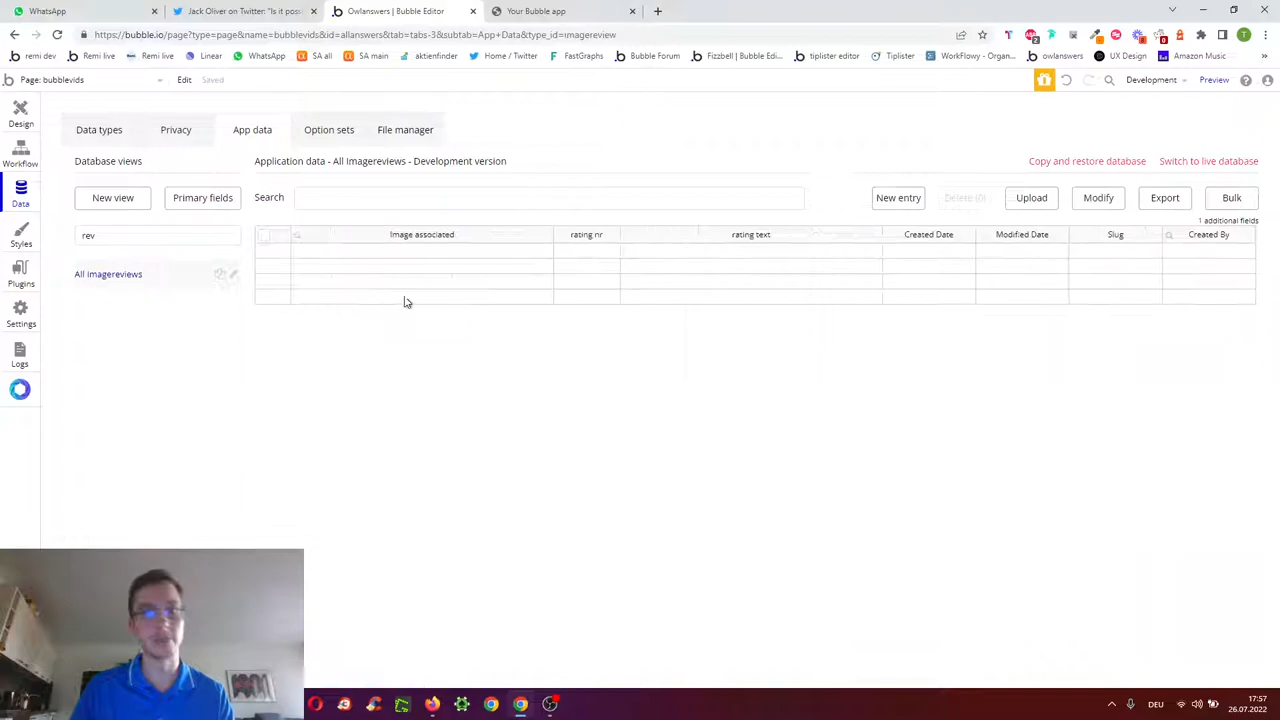 WhatsApp
Jack Oliver on Twitter: "Is it poss
Owlanswers | Bubble Editor
Your Bubble app
https://bubble.io/page?type=page&name=bubblevids&id=allanswers&tab=tabs-3&subtab=App+Data&type_id=imagereview
remi dev
Remi live
Linear
WhatsApp
SA all
SA main
aktienfinder
Home / Twitter
FastGraphs
Bubble Forum
Fizzbell | Bubble Edi...
tiplister editor
Tiplister
WorkFlowy - Organ...
owlanswers
UX Design
Amazon Music
Page: bubblevids
Edit
Saved
Development
Preview
Design
Workflow
Data
Styles
Plugins
Settings
Logs
Data types
Privacy
App data
Option sets
File manager
Database views
Application data - All Imagereviews - Development version
Copy and restore database
Switch to live database
New view
Primary fields
Search
New entry
Delete (0)
Upload
Modify
Export
Bulk
1 additional fields
rev
Image associated
rating nr
rating text
Created Date
Modified Date
Slug
Created By
All Imagereviews
DEU
17:57
26.07.2022